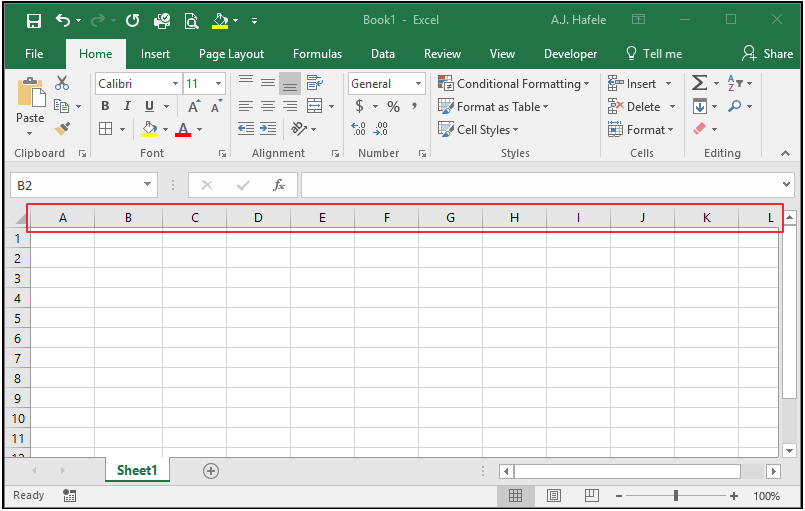 Book1 - Excel
A.J. Hafele
File Home Insert Page Layout Formulas Data Review View Developer Tell me Share
Calibri 11 General Conditional Formatting Insert
Paste B I U $ % , Format as Table Delete
Cell Styles Format
Clipboard Font Alignment Number Styles Cells Editing
B2 fx
A B C D E F G H I J K L
1
2
3
4
5
6
7
8
9
10
11
12
Sheet1
Ready 100%